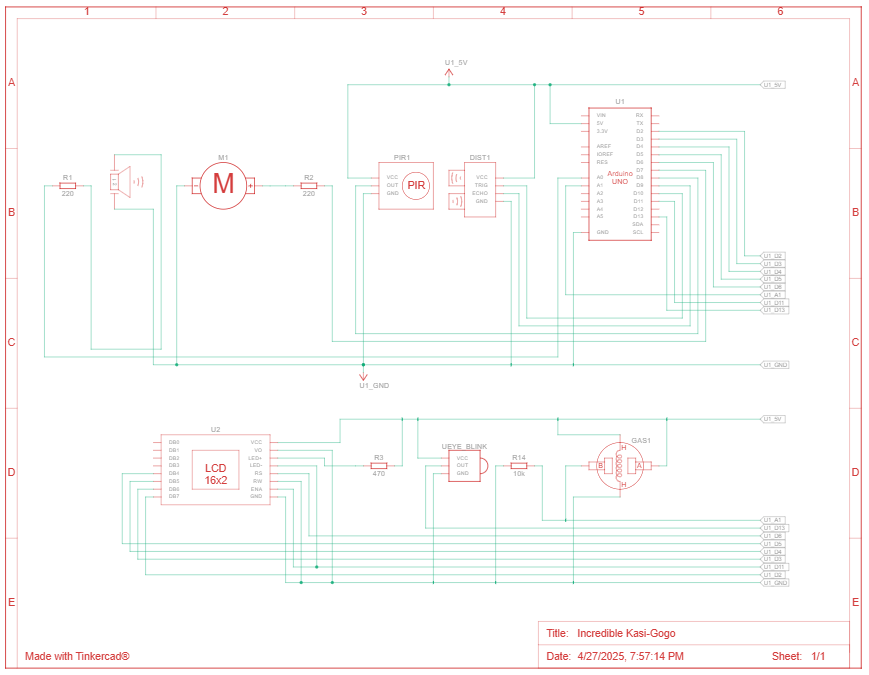 1 2 3 4 5 6
U1_5V
A A
U1_5V
U1
VIN RX
5V TX
3.3V D2
D3
AREF D4
IOREF D5
RES D6
D7
A0 D8
A1 D9
A2 D10
A3 D11
A4 D12
A5 D13
SDA
GND SCL
Arduino
UNO
R1
220
M1
M
R2
220
PIR1
VCC
OUT
GND
PIR
DIST1
VCC
TRIG
ECHO
GND
B B
U1_D2
U1_D3
U1_D4
U1_D5
U1_D6
U1_A1
U1_D11
U1_D13
C C
U1_GND
U1_GND
U1_5V
U2
DB0 VCC
DB1 VO
DB2 LED+
DB3 LED-
DB4 RS
DB5 RW
DB6 ENA
DB7 GND
LCD
16x2
R3
470
UEYE_BLINK
VCC
OUT
GND
R14
10k
GAS1
H
B A
H
D D
U1_A1
U1_D13
U1_D6
U1_D5
U1_D4
U1_D3
U1_D11
U1_D2
U1_GND
E E
Title: Incredible Kasi-Gogo
Made with Tinkercad®
Date: 4/27/2025, 7:57:14 PM Sheet: 1/1